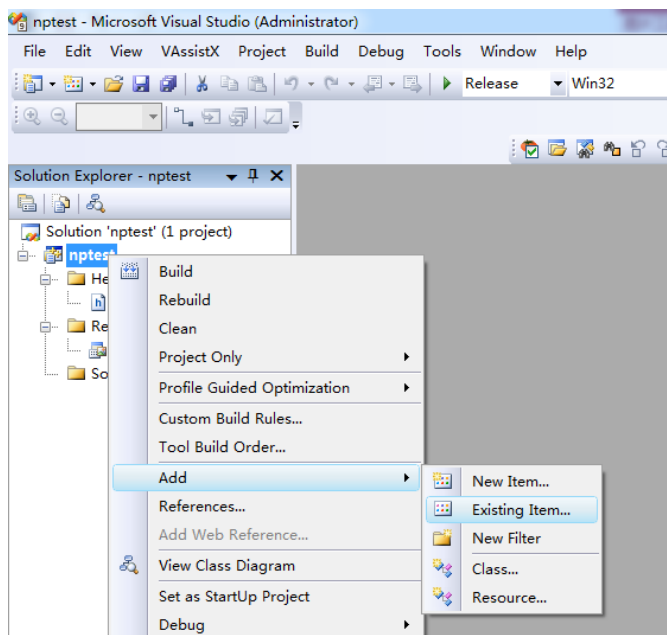 nptest - Microsoft Visual Studio (Administrator)
File Edit View VAssistX Project Build Debug Tools Window Help
Release Win32
Solution Explorer - nptest
Solution 'nptest' (1 project)
nptest
He
h
Re
So
Build
Rebuild
Clean
Project Only
Profile Guided Optimization
Custom Build Rules...
Tool Build Order...
Add
References...
Add Web Reference...
View Class Diagram
Set as StartUp Project
Debug
New Item...
Existing Item...
New Filter
Class...
Resource...